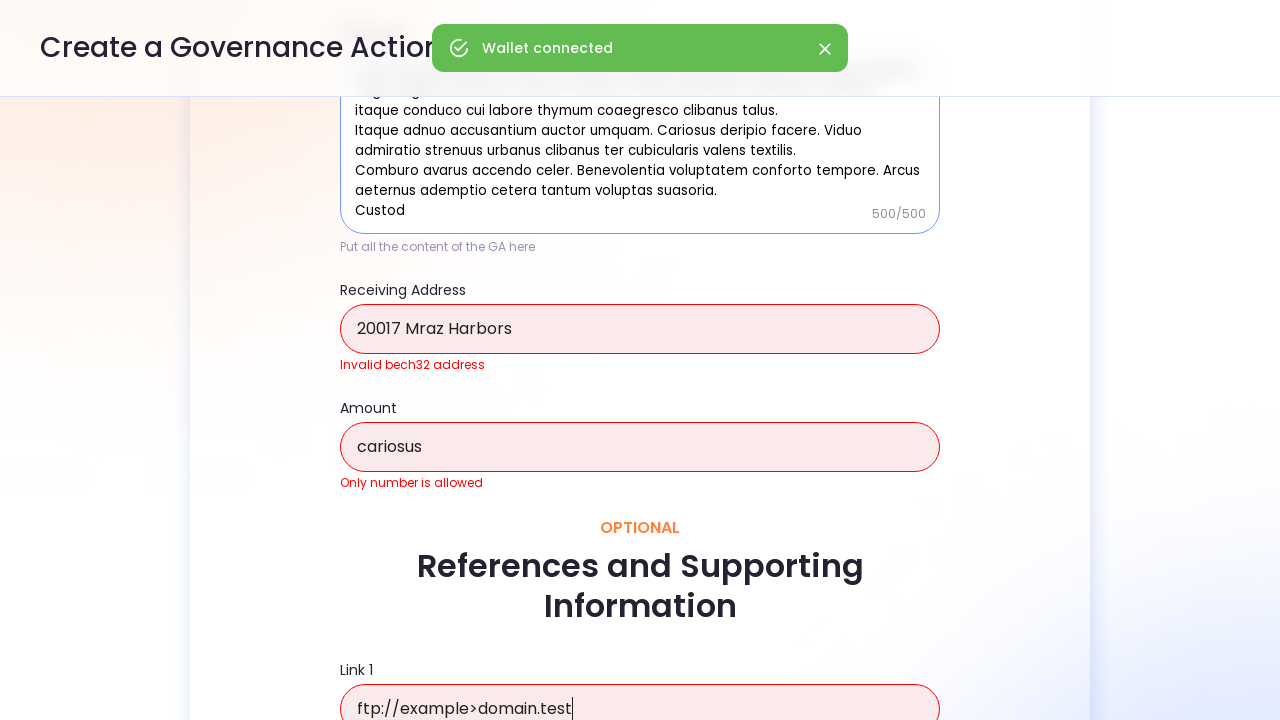 Create a Governance Action
Wallet connected
itaque conduco cui labore thymum coaegresco clibanus talus.
Itaque adnuo accusantium auctor umquam. Cariosus deripio facere. Viduo
admiratio strenuus urbanus clibanus ter cubicularis valens textilis.
Comburo avarus accendo celer. Benevolentia voluptatem conforto tempore. Arcus
aeternus ademptio cetera tantum voluptas suasoria.
Custod
500/500
Put all the content of the GA here
Receiving Address
20017 Mraz Harbors
Invalid bech32 address
Amount
cariosus
Only number is allowed
OPTIONAL
References and Supporting
Information
Link 1
ftp://example>domain.test